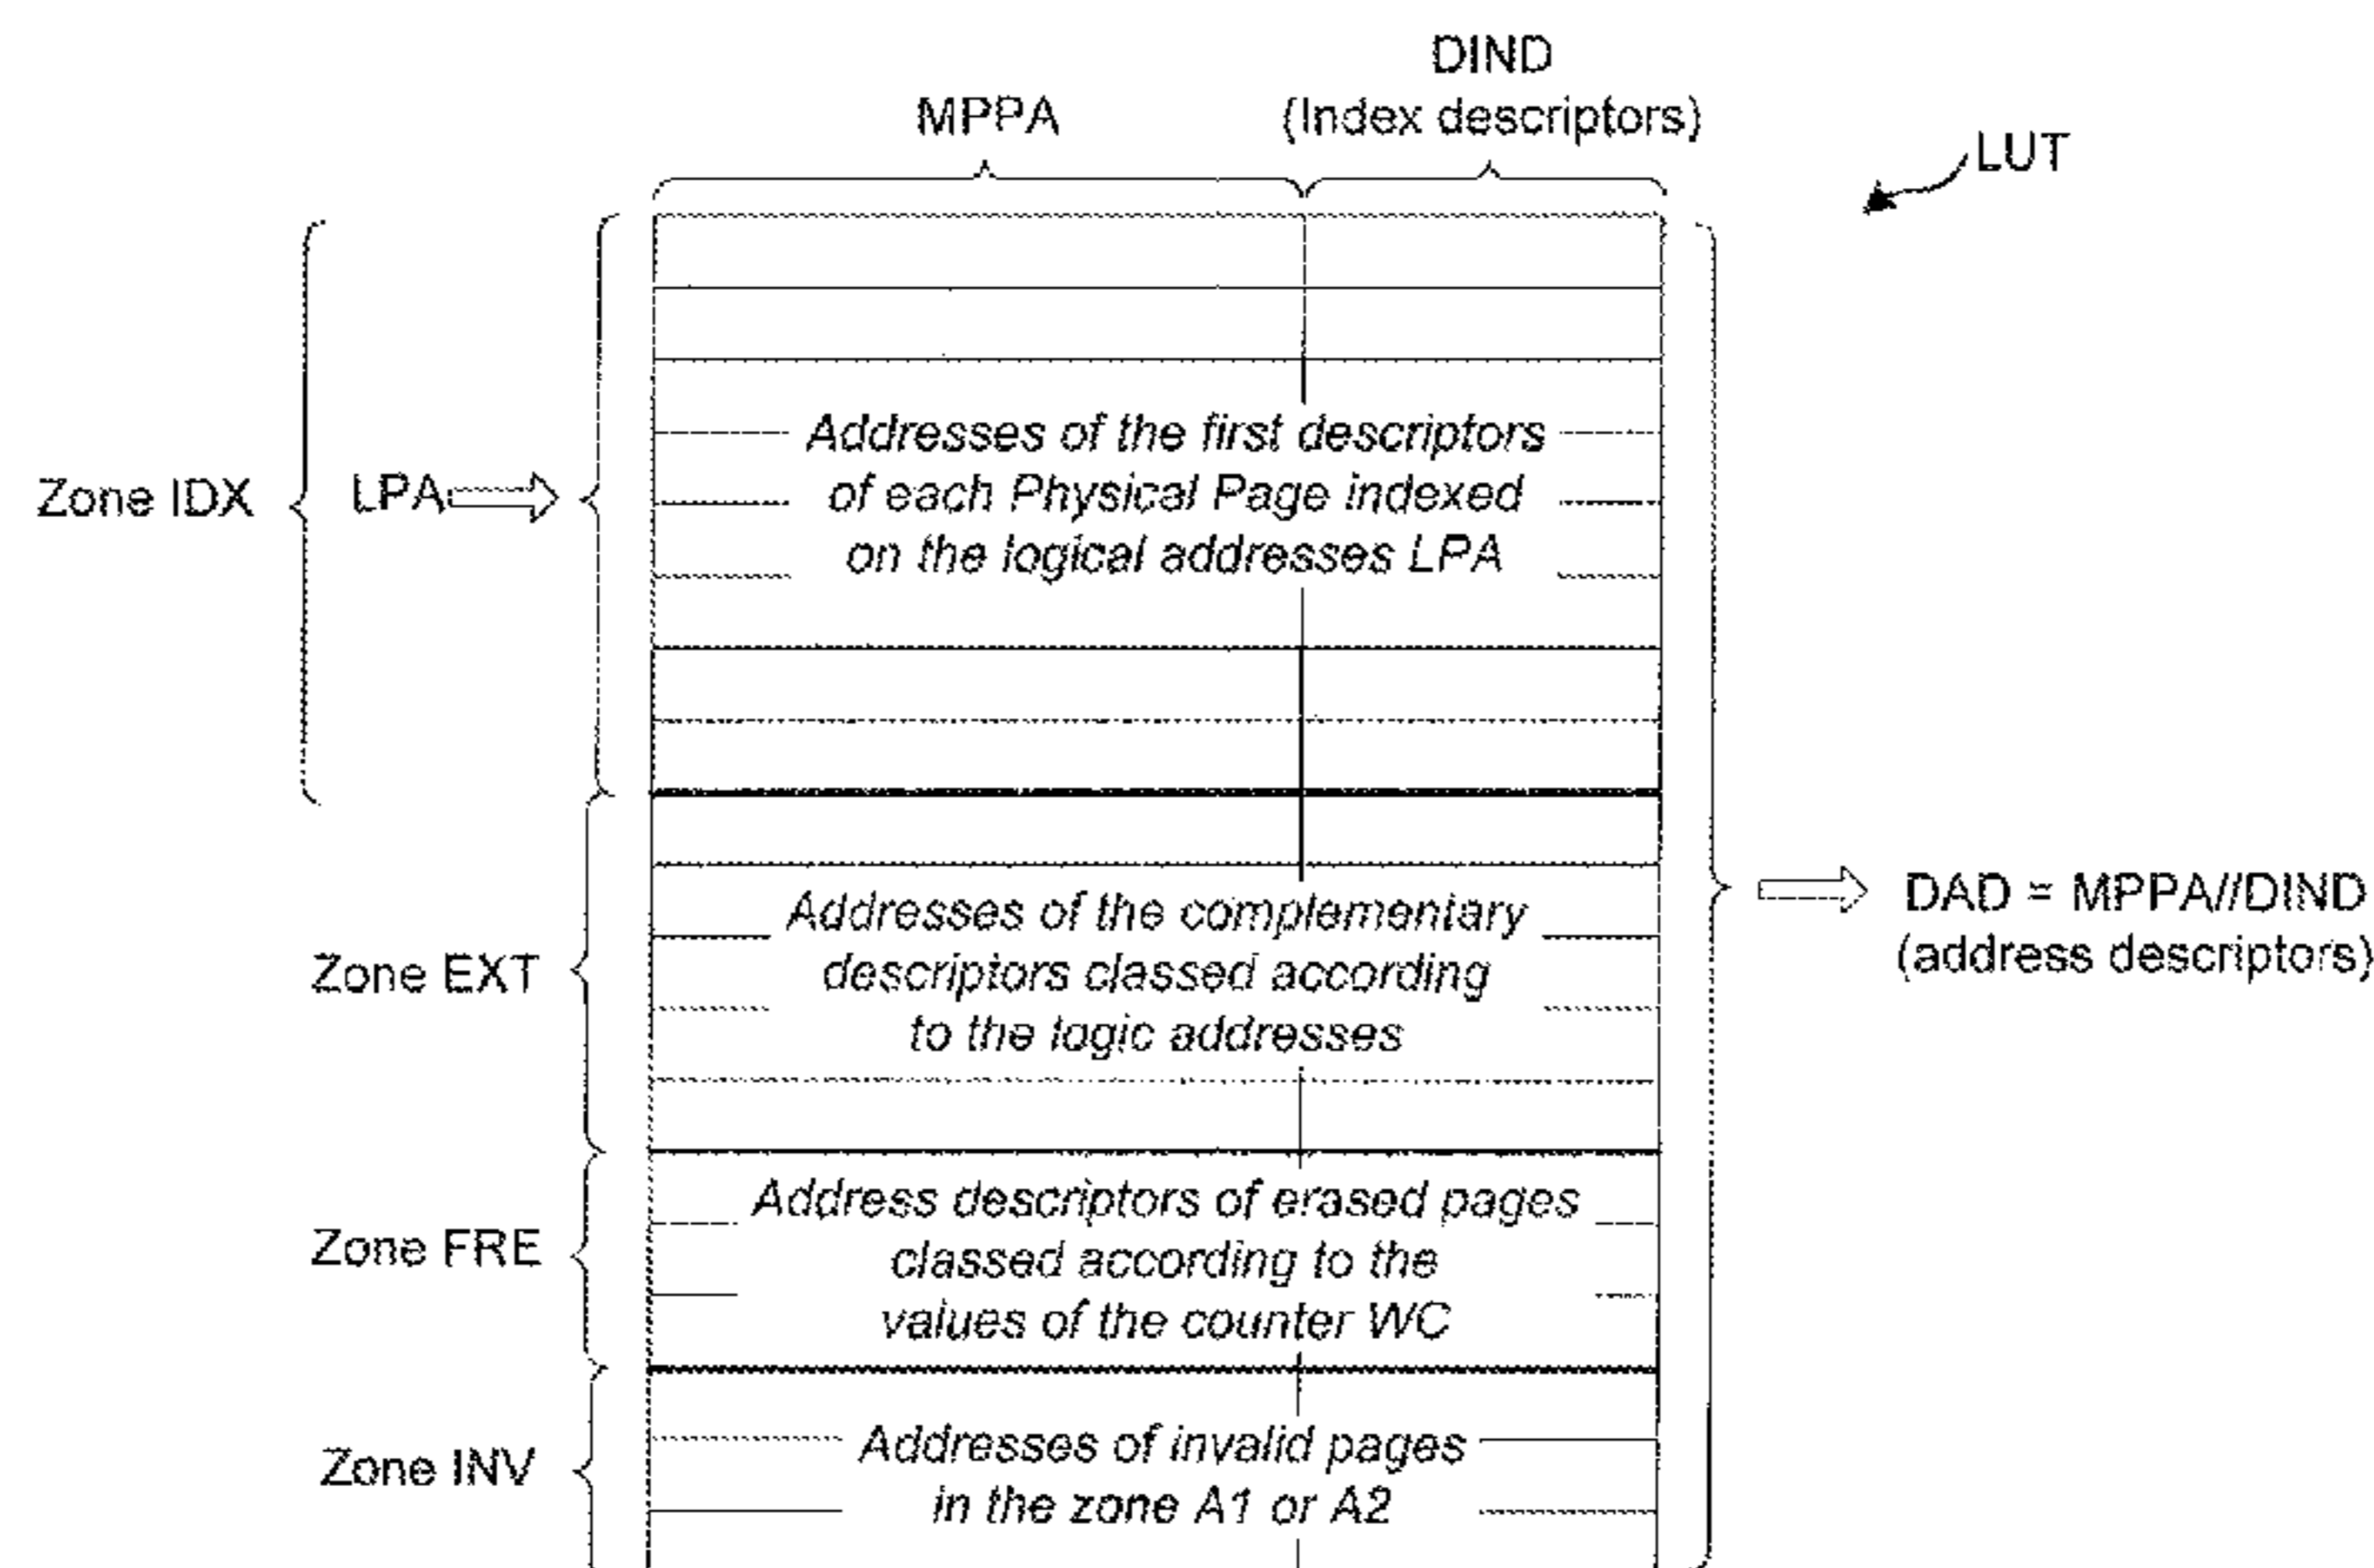 DIND
MPPA
(Index descriptors)
LUT
Addresses of the first descriptors
Zone IDX
LPA
of each Physical Page indexed
on the logical addresses LPA
Addresses of the complementary
DAD = MPPA//DIND
Zone EXT
descriptors classed according
(address descriptors)
to the logic addresses
Address descriptors of erased pages
Zone FRE
classed according to the
values of the counter WC
Addresses of invalid pages
Zone INV
in the zone A1 or A2